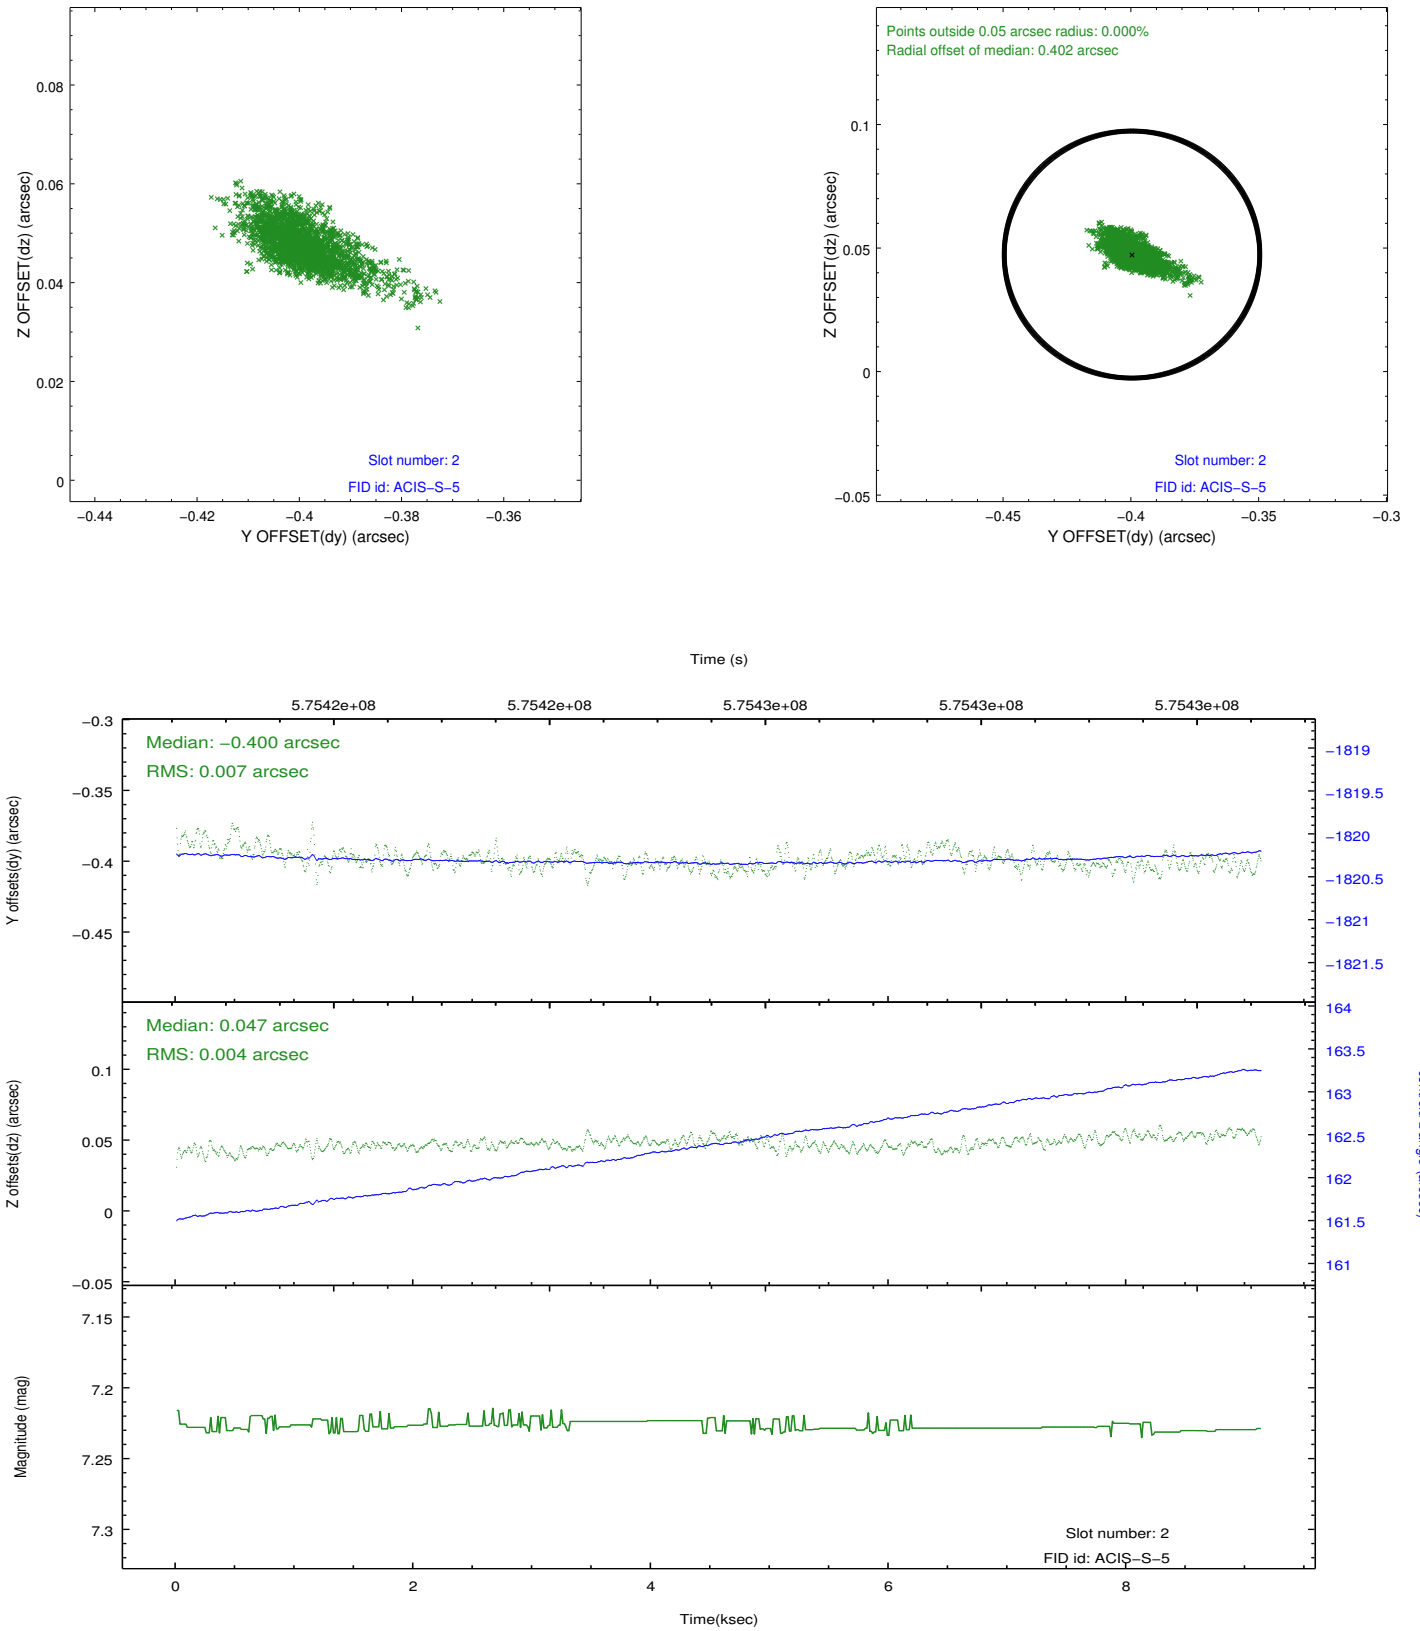 0.08
0.06
0.04
0.02
0
Z OFFSET(dz) (arcsec)
Slot number: 2
FID id: ACIS−S−5
−0.44
−0.42
−0.4
−0.38
−0.36
Y OFFSET(dy) (arcsec)
Points outside 0.05 arcsec radius: 0.000%
Radial offset of median: 0.402 arcsec
0.1
0.05
0
−0.05
Z OFFSET(dz) (arcsec)
Slot number: 2
FID id: ACIS−S−5
−0.45
−0.4
−0.35
−0.3
Y OFFSET(dy) (arcsec)
Time (s)
5.7542e+08
5.7542e+08
5.7543e+08
5.7543e+08
5.7543e+08
Median: −0.400 arcsec
RMS: 0.007 arcsec
−0.3
−0.35
−0.4
−0.45
Y offsets(dy) (arcsec)
−1819
−1819.5
−1820
−1820.5
−1821
−1821.5
Median: 0.047 arcsec
RMS: 0.004 arcsec
0.1
0.05
0
−0.05
Z offsets(dz) (arcsec)
164
163.5
163
162.5
162
161.5
161
7.15
7.2
7.25
7.3
Magnitude (mag)
Slot number: 2
FID id: ACIS−S−5
0
2
4
6
8
Time(ksec)